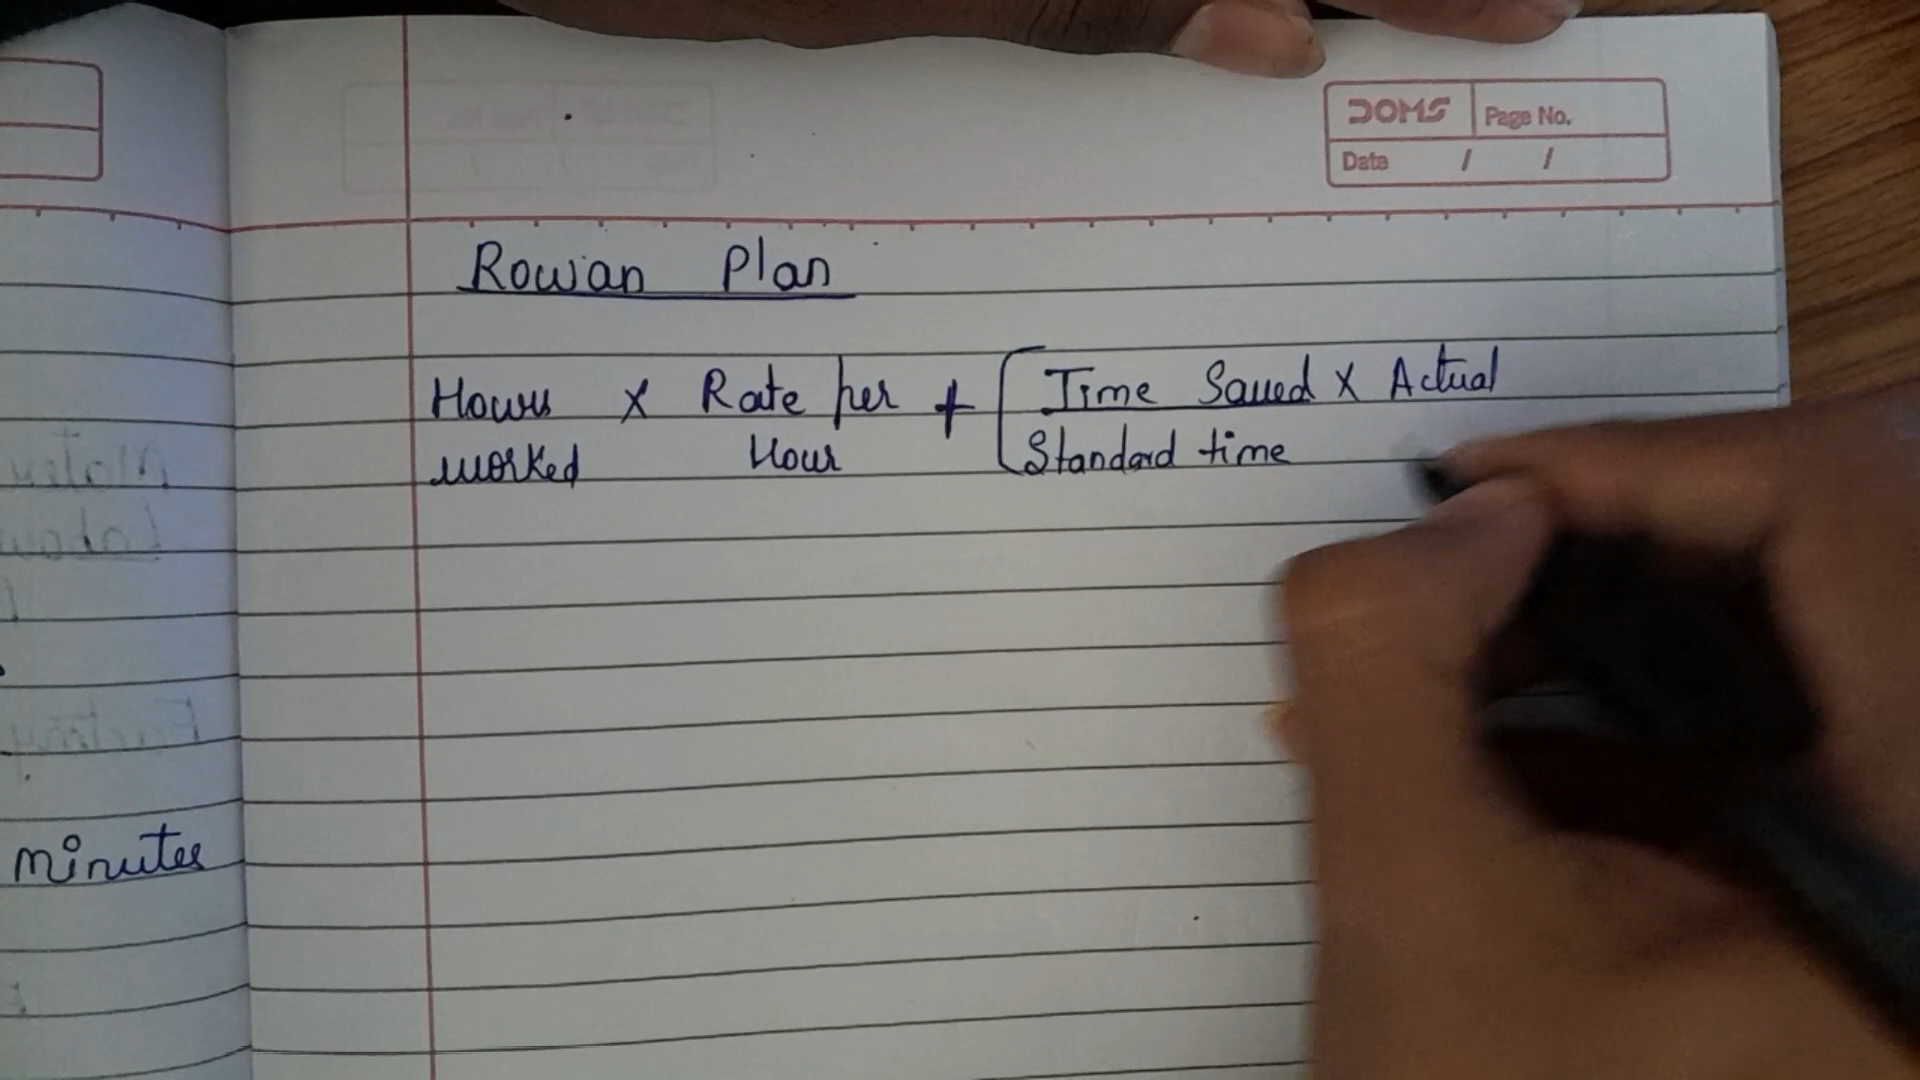 DOMS Page No.
Date / /
Rowan Plan
Hours X Rate per + [ Time Saved X Actual
worked Hour Standard time
minutes